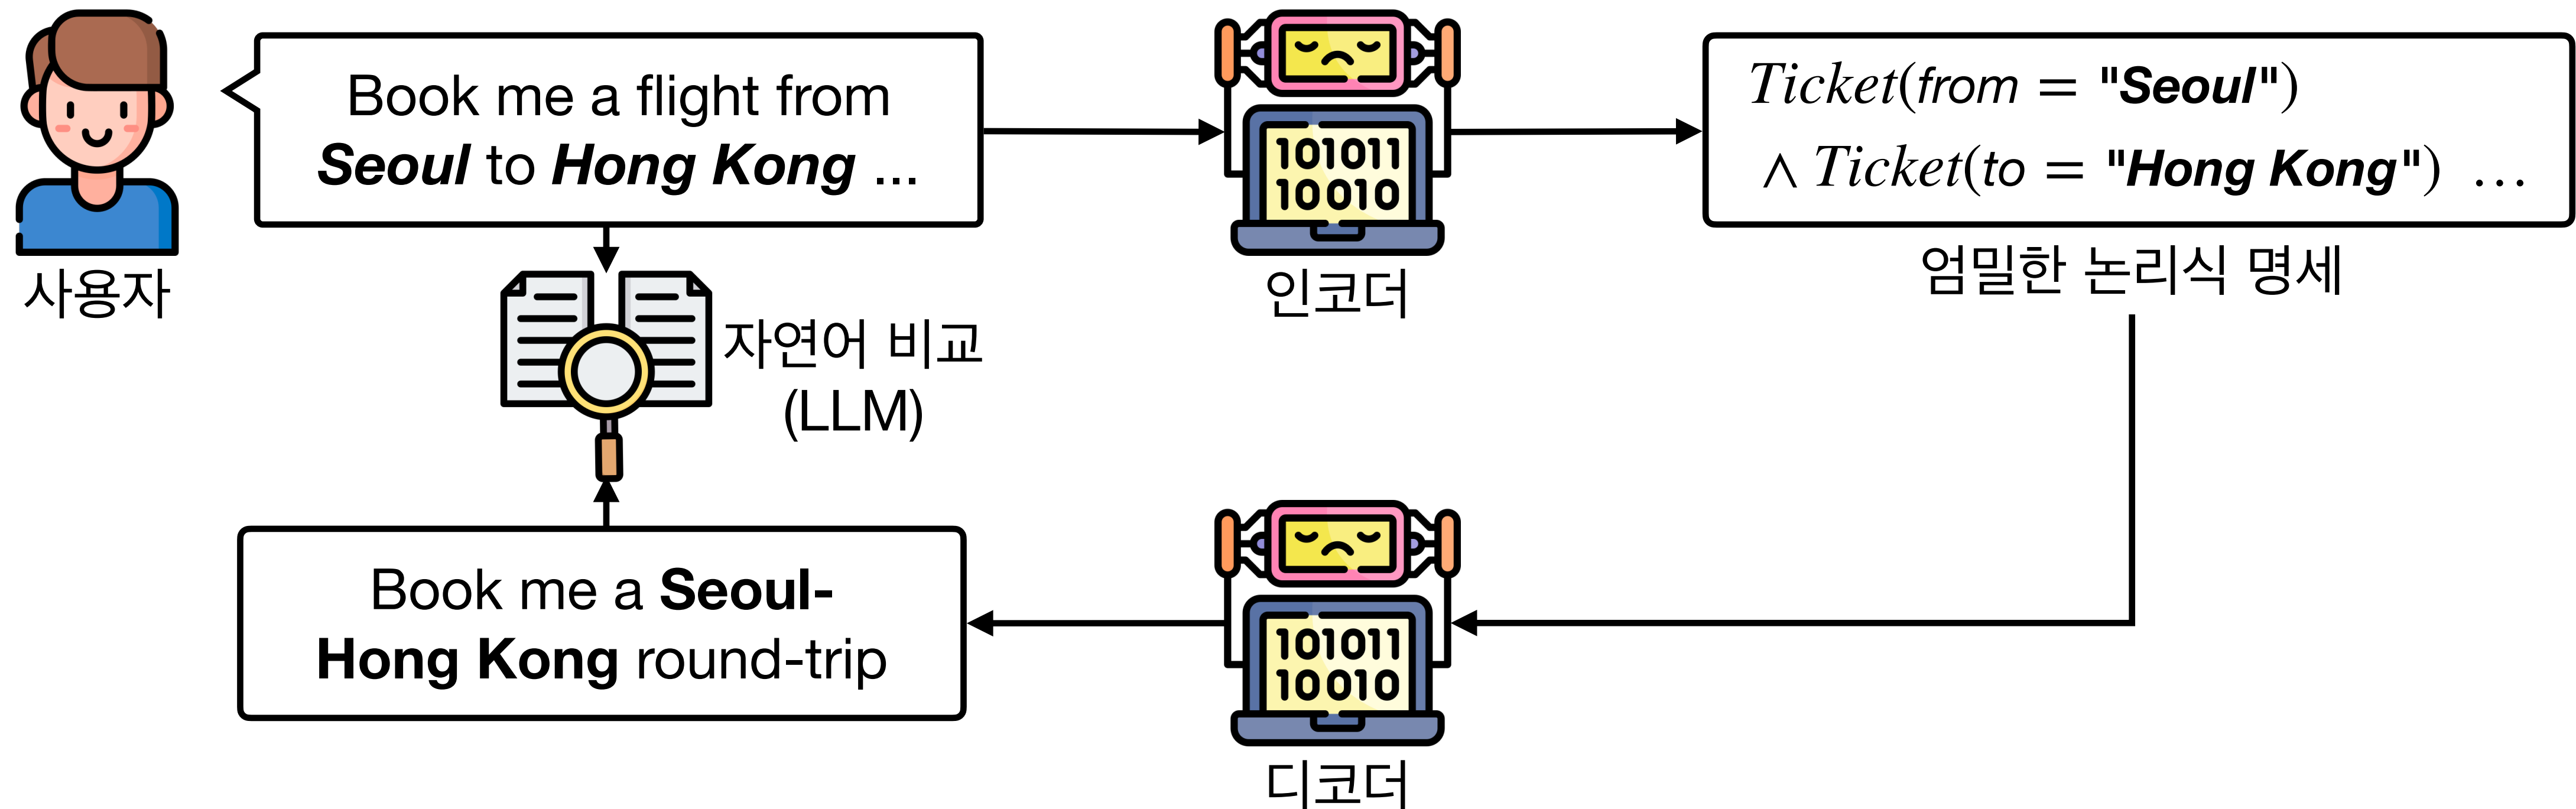 Book me a flight from
Seoul to Hong Kong ...
사용자
101011
10010
인코더
Ticket(from = "Seoul")
∧ Ticket(to = "Hong Kong") ...
엄밀한 논리식 명세
자연어 비교
(LLM)
Book me a Seoul-
Hong Kong round-trip
101011
10010
디코더